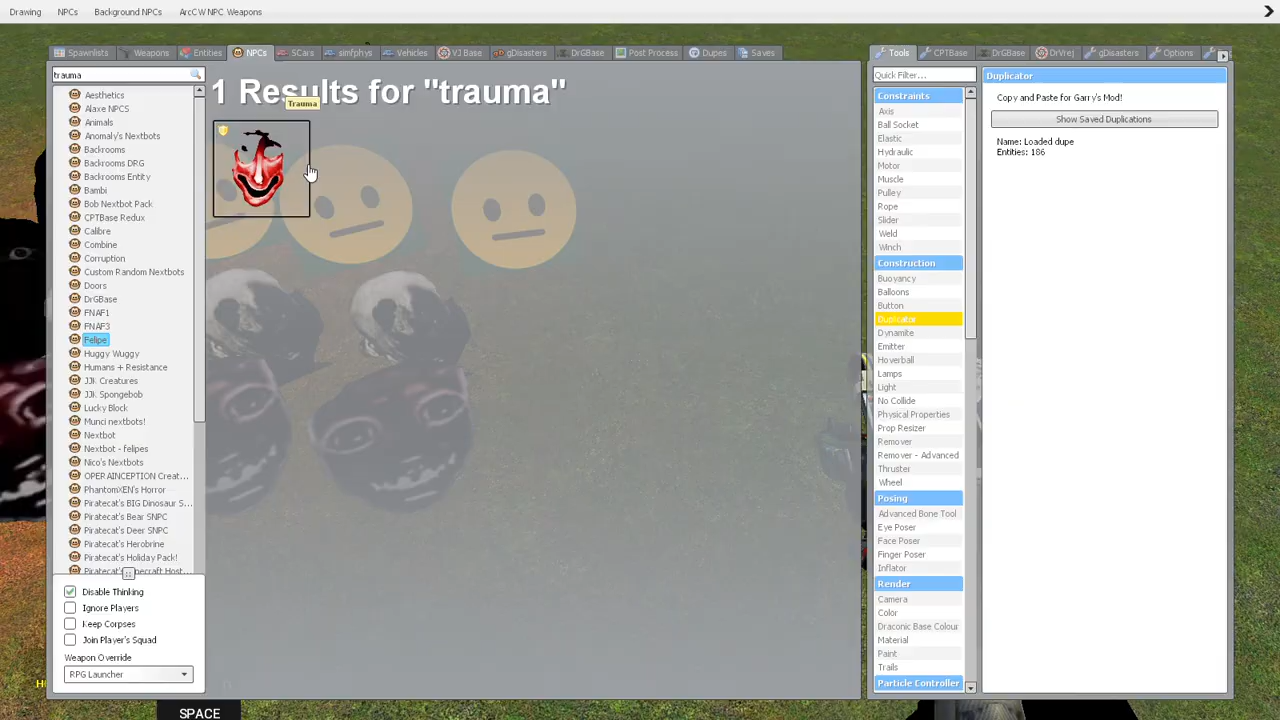 Drawing NPCs ArcCW NPC Weapons
Spawnlists Weapons Entities NPCs SCars simfphys Vehicles VJ Base gDisasters DrGBase Post Process Dupes Saves
trauma
1 Results for "trauma"
Trauma
Aesthetics
Alaxe NPCS
Animals
Anomaly's Nextbots
Backrooms
Backrooms DRG
Backrooms Entity
Bambi
Bob Nextbot Pack
CPTBase Redux
Calibre
Combine
Corruption
Custom Random Nextbots
Doors
DrGBase
FNAF1
FNAF3
Felipe
Huggy Wuggy
Humans + Resistance
JJK Creatures
JJK Spongebob
Lucky Block
Munci nextbots!
Nextbot
Nextbot - felipes
Nico's Nextbots
OPERAINCEPTION Creat...
PhantomXEN's Horror
Piratecat's BIG Dinosaur S...
Piratecat's Bear SNPC
Piratecat's Deer SNPC
Piratecat's Herobrine
Piratecat's Holiday Pack!
Disable Thinking
Ignore Players
Keep Corpses
Join Player's Squad
Weapon Override
RPG Launcher
SPACE
Tools CPTBase DrGBase DrVrej gDisasters Options
Quick Filter...
Constraints
Axis
Ball Socket
Elastic
Hydraulic
Motor
Muscle
Pulley
Rope
Slider
Weld
Winch
Construction
Buoyancy
Balloons
Button
Duplicator
Dynamite
Emitter
Hoverball
Lamps
Light
No Collide
Physical Properties
Prop Resizer
Remover
Remover - Advanced
Thruster
Wheel
Posing
Advanced Bone Tool
Eye Poser
Face Poser
Finger Poser
Inflator
Render
Camera
Color
Draconic Base Colour
Material
Paint
Trails
Particle Controller
Duplicator
Copy and Paste for Garry's Mod!
Show Saved Duplications
Name: Loaded dupe
Entities: 186